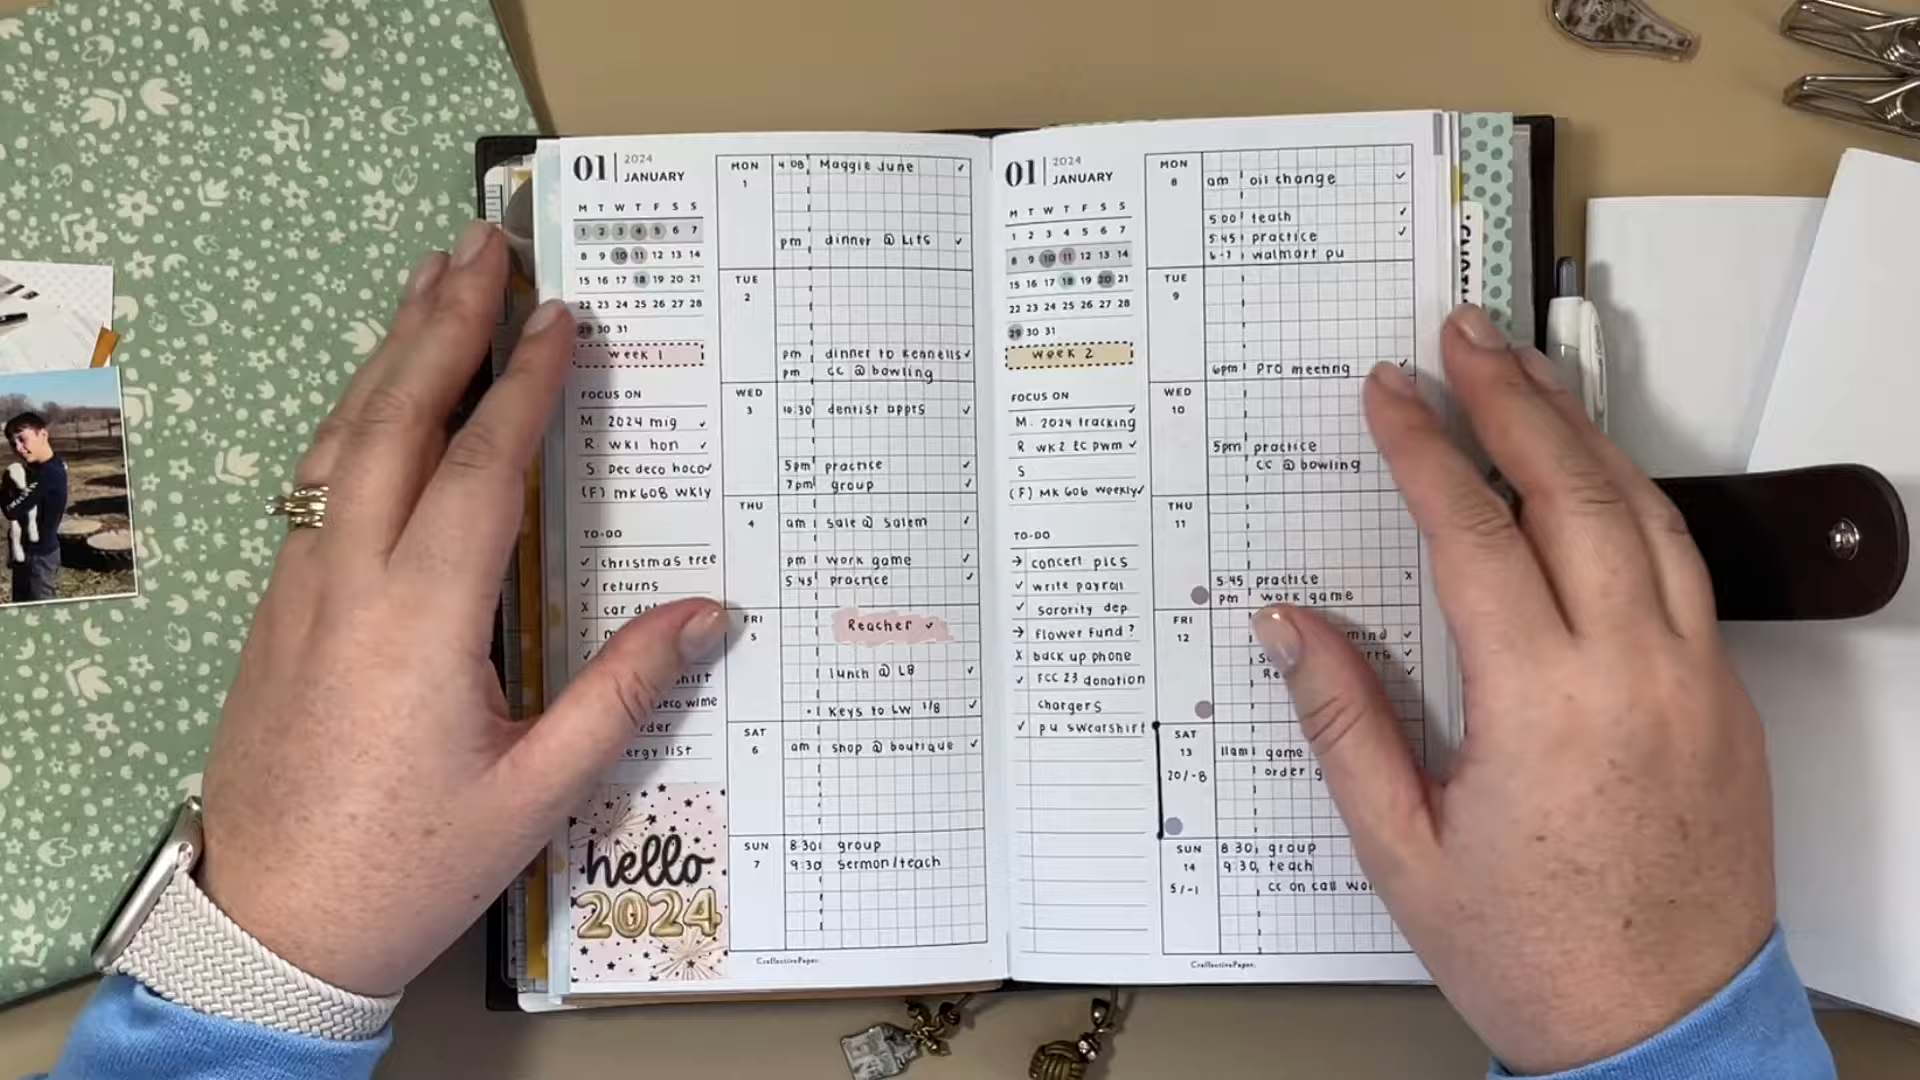 01 2024
JANUARY
M T W T F S S
1 2 3 4 5 6 7
8 9 10 11 12 13 14
15 16 17 18 19 20 21
22 23 24 25 26 27 28
29 30 31
week 1
FOCUS ON
M. 2024 mig ✓
R. wk1 hon ✓
S. Dec deco hoco✓
(F) mk 608 wkly
TO-DO
✓ christmas tree
✓ returns
x car
✓
✓
hello
2024
MON
1
4:08 Maggie June ✓
pm dinner @ ✓
TUE
2
pm dinner to Kennells✓
pm cc @ bowling
WED
3
10:30 dentist appts ✓
5pm practice ✓
7pm group ✓
THU
4
am sale @ salem ✓
pm work game ✓
5:45 practice ✓
FRI
5
Reacher ✓
lunch @ LB ✓
• Keys to LW 1/8 ✓
SAT
6
am shop @ boutique ✓
SUN
7
8:30 group
9:30 sermon/teach
CraftectivePaper.
01 2024
JANUARY
M T W T F S S
1 2 3 4 5 6 7
8 9 10 11 12 13 14
15 16 17 18 19 20 21
22 23 24 25 26 27 28
29 30 31
week 2
FOCUS ON
M. 2024 tracking ✓
R wk2 EC pwm ✓
S
(F) MK 606 weekly✓
TO-DO
→ concert pics
✓ write payroll
✓ sorority dep.
→ flower fund?
x back up phone
✓ FCC 23 donation
chargers
✓ pu swearshirt
MON
8
am oil change ✓
5:00 teach ✓
5:45 practice ✓
6-7 walmart pu
TUE
9
6pm PTO meeting ✓
WED
10
5pm practice
cc @ bowling
THU
11
5:45 practice x
pm work game
FRI
12
mind ✓
✓
✓
SAT
13
20/-8
11am game
order
SUN
14
5/-1
8:30 group
9:30 teach
cc on call
CraftectivePaper.